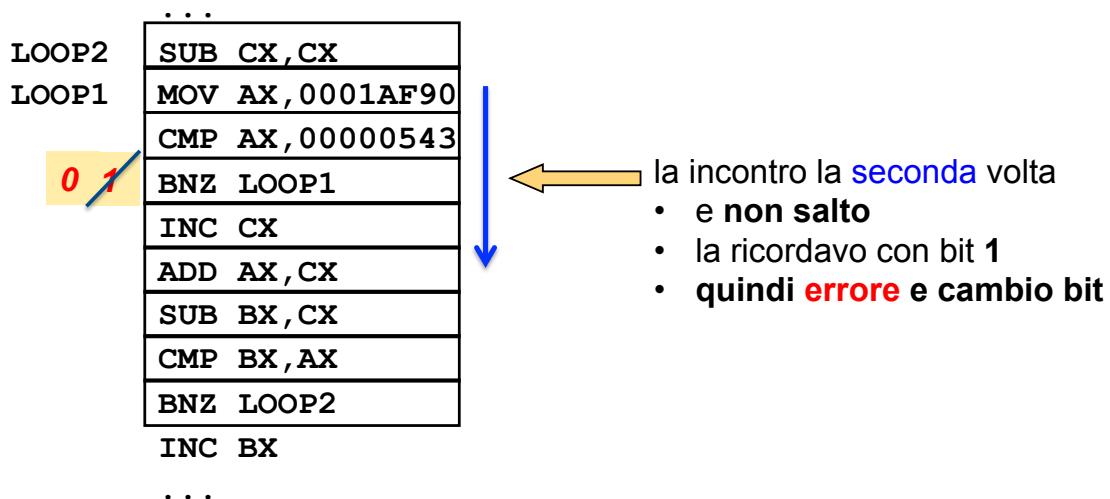 ...
LOOP2 SUB CX,CX
LOOP1 MOV AX,0001AF90
CMP AX,00000543
0 1 BNZ LOOP1
INC CX
ADD AX,CX
SUB BX,CX
CMP BX,AX
BNZ LOOP2
INC BX
...
la incontro la seconda volta
• e non salto
• la ricordavo con bit 1
• quindi errore e cambio bit